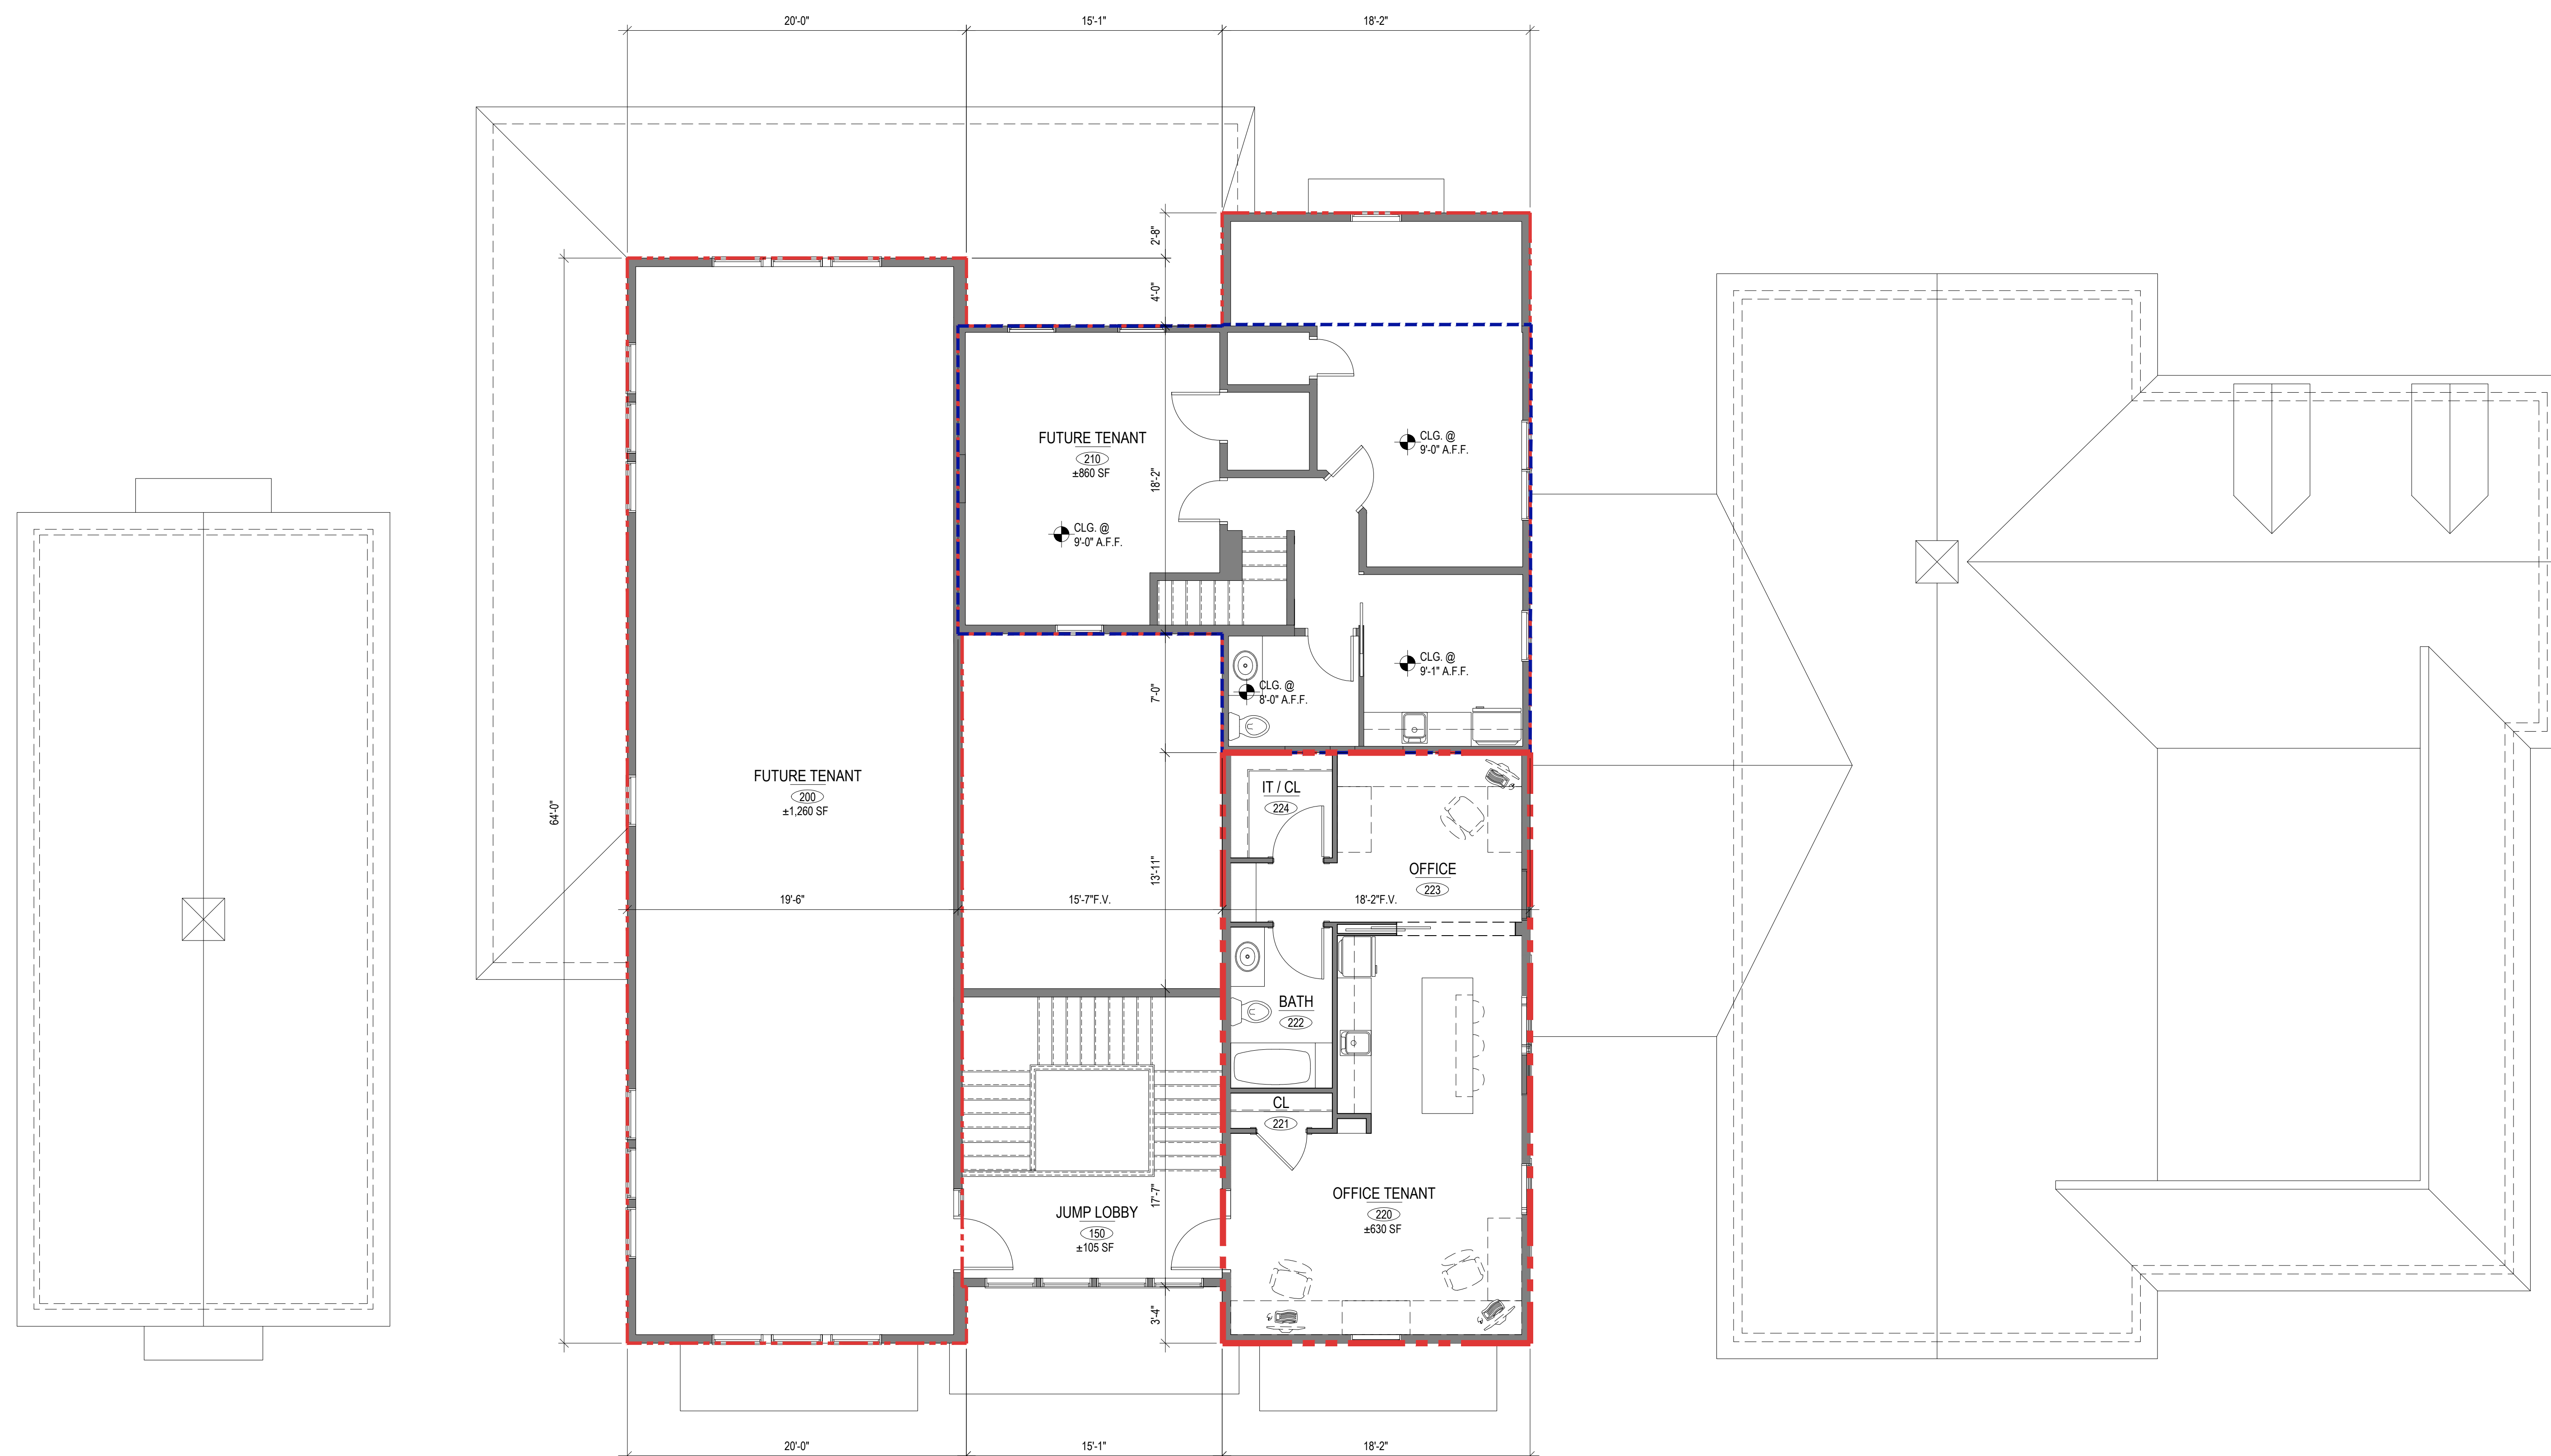 20'-0"
15'-1"
18'-2"
2'-8"
4'-0"
18'-2"
7'-0"
13'-11"
17'-7"
3'-4"
64'-0"
FUTURE TENANT
210
±860 SF
CLG. @
9'-0" A.F.F.
CLG. @
9'-0" A.F.F.
CLG. @
9'-1" A.F.F.
CLG. @
8'-0" A.F.F.
FUTURE TENANT
200
±1,260 SF
IT / CL
224
OFFICE
223
19'-6"
15'-7"F.V.
18'-2"F.V.
BATH
222
CL
221
OFFICE TENANT
220
±630 SF
JUMP LOBBY
150
±105 SF
20'-0"
15'-1"
18'-2"